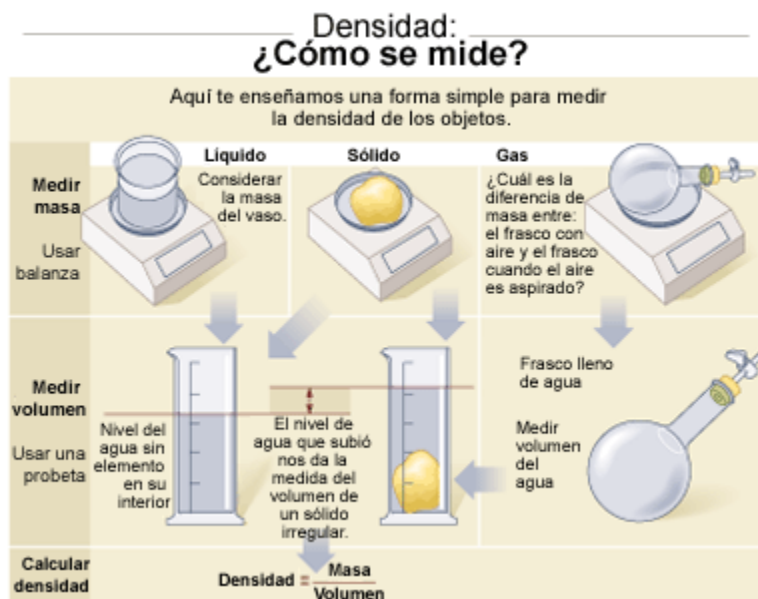 Densidad:
¿Cómo se mide?
Aquí te enseñamos una forma simple para medir
la densidad de los objetos.
Líquido
Sólido
Gas
Medir
masa
Usar
balanza
Considerar
la masa
del vaso.
¿Cuál es la
diferencia de
masa entre:
el frasco con
aire y el frasco
cuando el aire
es aspirado?
Medir
volumen
Usar una
probeta
Nivel del
agua sin
elemento
en su
interior
El nivel de
agua que subió
nos da la
medida del
volumen de
un sólido
irregular.
Frasco lleno
de agua
Medir
volumen
del
agua
Calcular
densidad
Densidad = Masa
Volumen